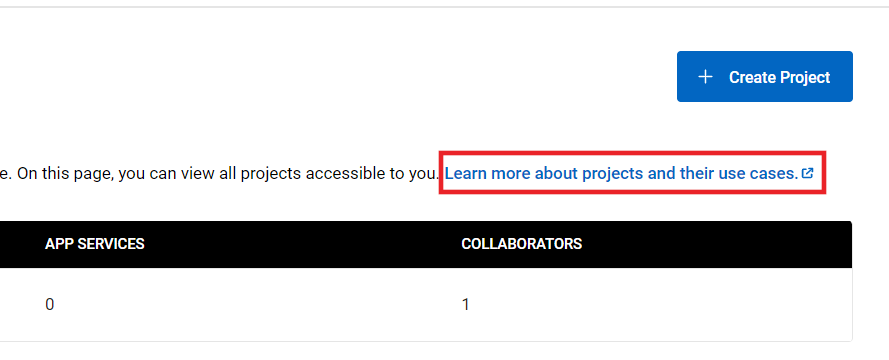 Create Project
e. On this page, you can view all projects accessible to you. Learn more about projects and their use cases.
APP SERVICES COLLABORATORS
0 1